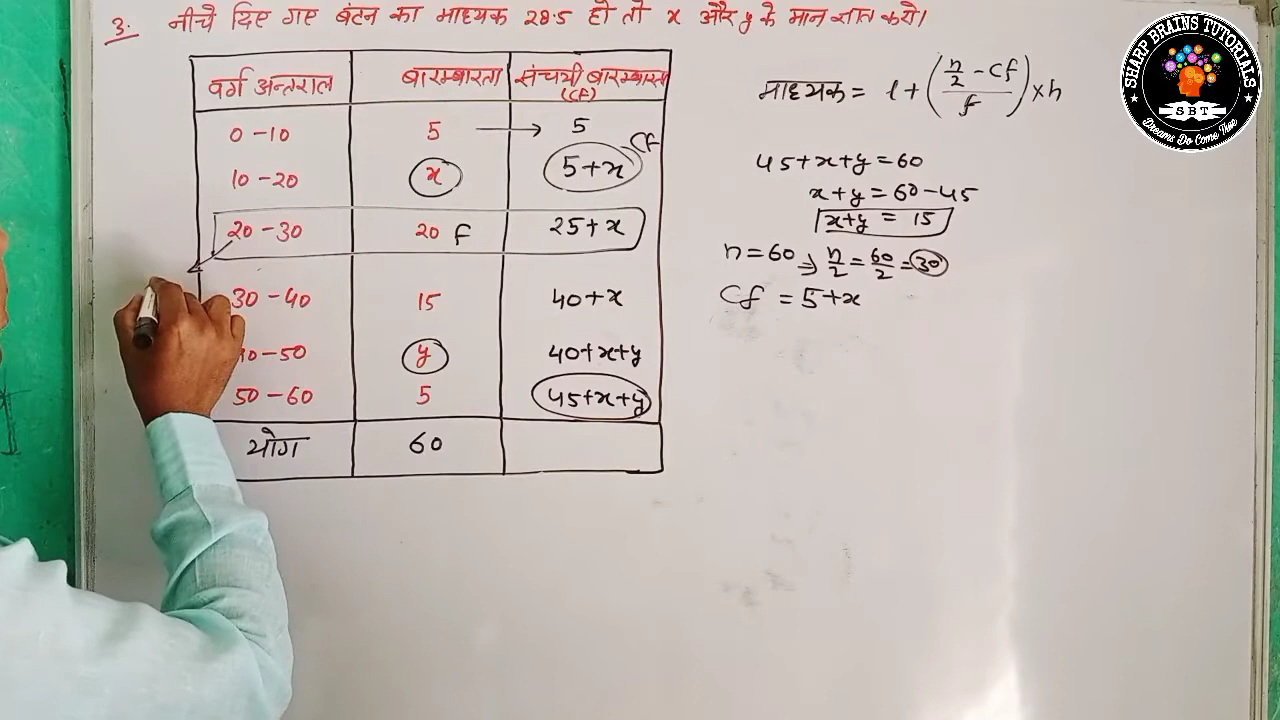 3. नीचे दिए गए बंटन का माध्यक 28.5 हो तो x और y के मान ज्ञात करो।
वर्ग अन्तराल बारम्बारता संचयी बारम्बारता (CF)
0-10 5 → 5
10-20 x 5+x CF
20-30 20 F 25+x
30-40 15 40+x
40-50 y 40+x+y
50-60 5 45+x+y
योग 60
माध्यक = l + ( n/2 - CF / f ) × h
45+x+y=60
x+y=60-45
x+y = 15
n=60 ⇒ n/2 = 60/2 = 30
CF = 5+x
SHARP BRAINS TUTORIALS
SBT
Dreams Do Come True